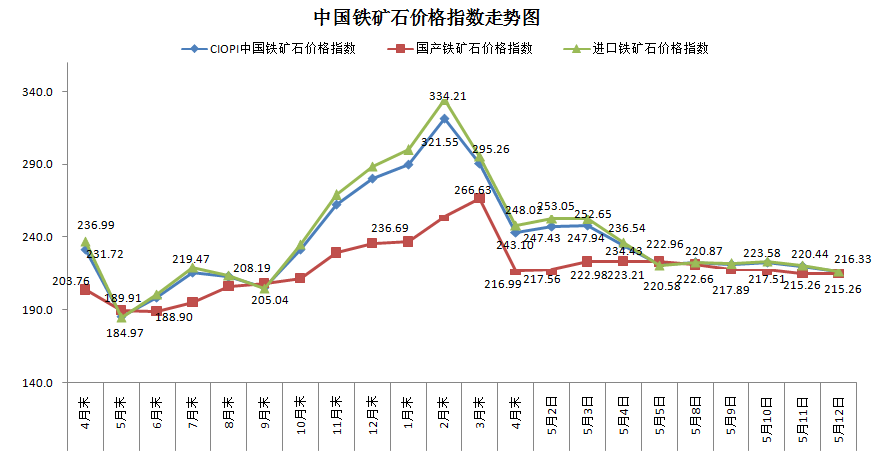 中国铁矿石价格指数走势图
CIOPI中国铁矿石价格指数 国产铁矿石价格指数 进口铁矿石价格指数
340.0
290.0
240.0
190.0
140.0
236.99
231.72
203.76
189.91
184.97
188.90
219.47
208.19
205.04
236.69
334.21
321.55
295.26
266.63
248.02
243.10
216.99
253.05
247.43
217.56
252.65
247.94
222.98
236.54
234.43
223.21
222.96
220.58
220.87
222.66
217.89
223.58
217.51
220.44
215.26
216.33
215.26
4月末
5月末
6月末
7月末
8月末
9月末
10月末
11月末
12月末
1月末
2月末
3月末
4月末
5月2日
5月3日
5月4日
5月5日
5月8日
5月9日
5月10日
5月11日
5月12日